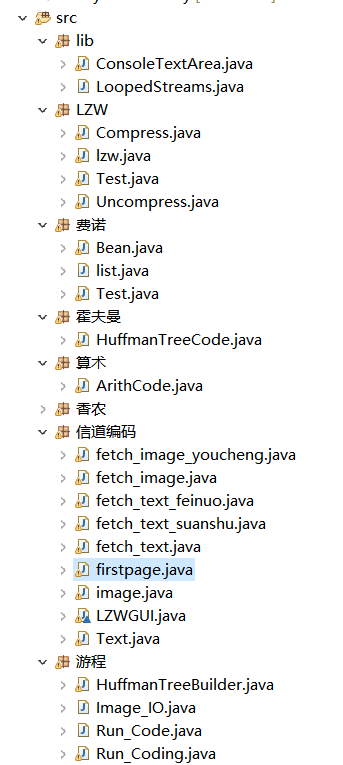 src
lib
ConsoleTextArea.java
LoopedStreams.java
LZW
Compress.java
lzw.java
Test.java
Uncompress.java
费诺
Bean.java
list.java
Test.java
霍夫曼
HuffmanTreeCode.java
算术
ArithCode.java
香农
信道编码
fetch_image_youcheng.java
fetch_image.java
fetch_text_feinuo.java
fetch_text_suanshu.java
fetch_text.java
firstpage.java
image.java
LZWGUI.java
Text.java
游程
HuffmanTreeBuilder.java
Image_IO.java
Run_Code.java
Run_Coding.java